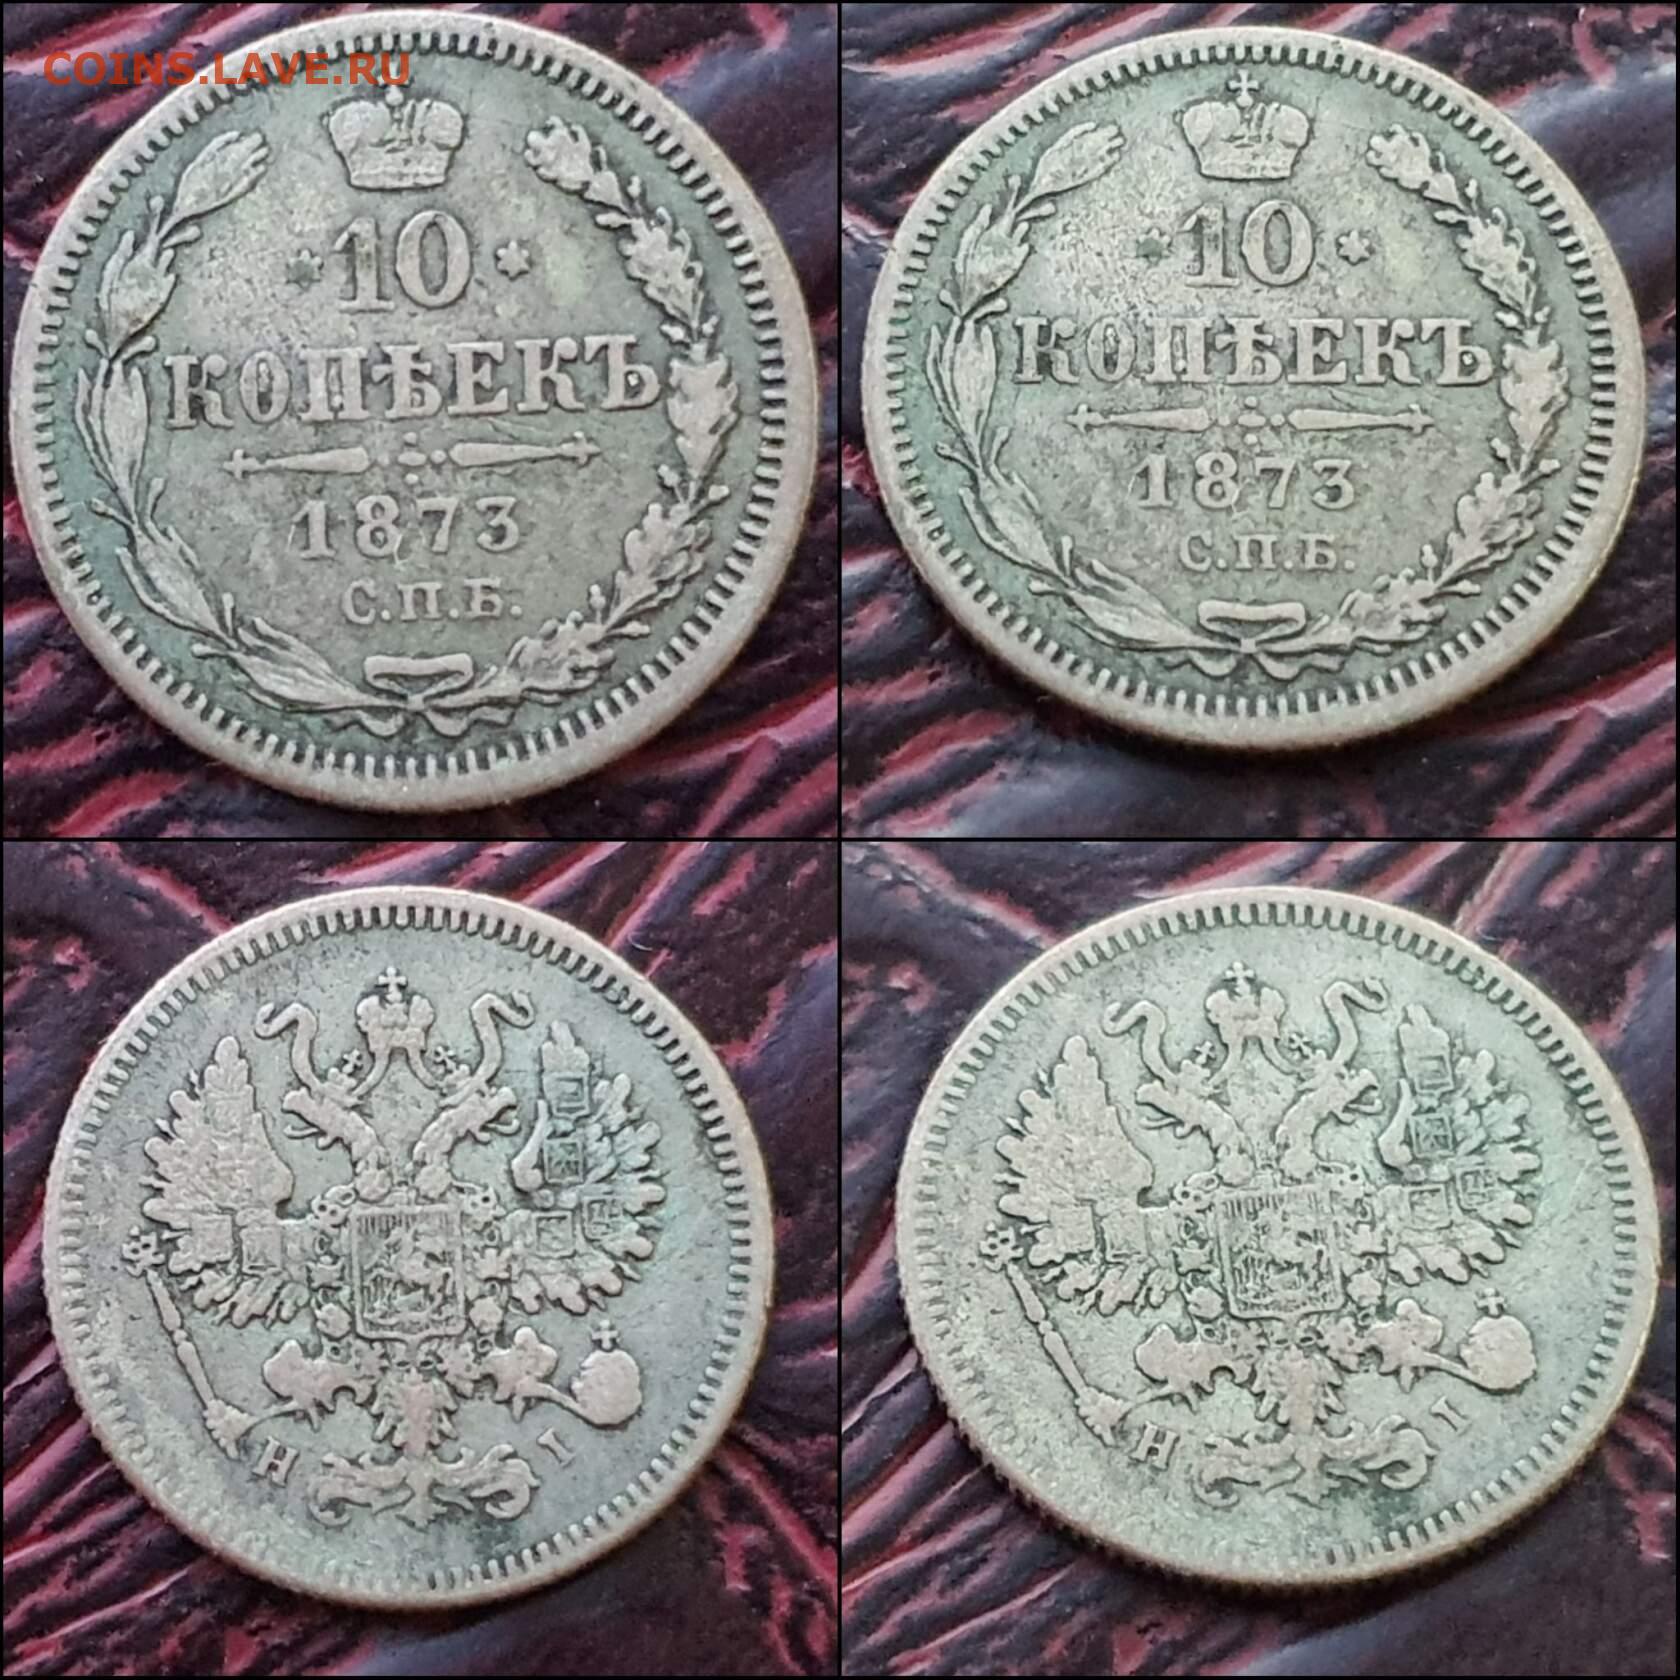 COINS.LAVE.RU
10
КОПѢЕКЪ
1873
С.П.Б.
10
КОПѢЕКЪ
1873
С.П.Б.
Н I
Н I